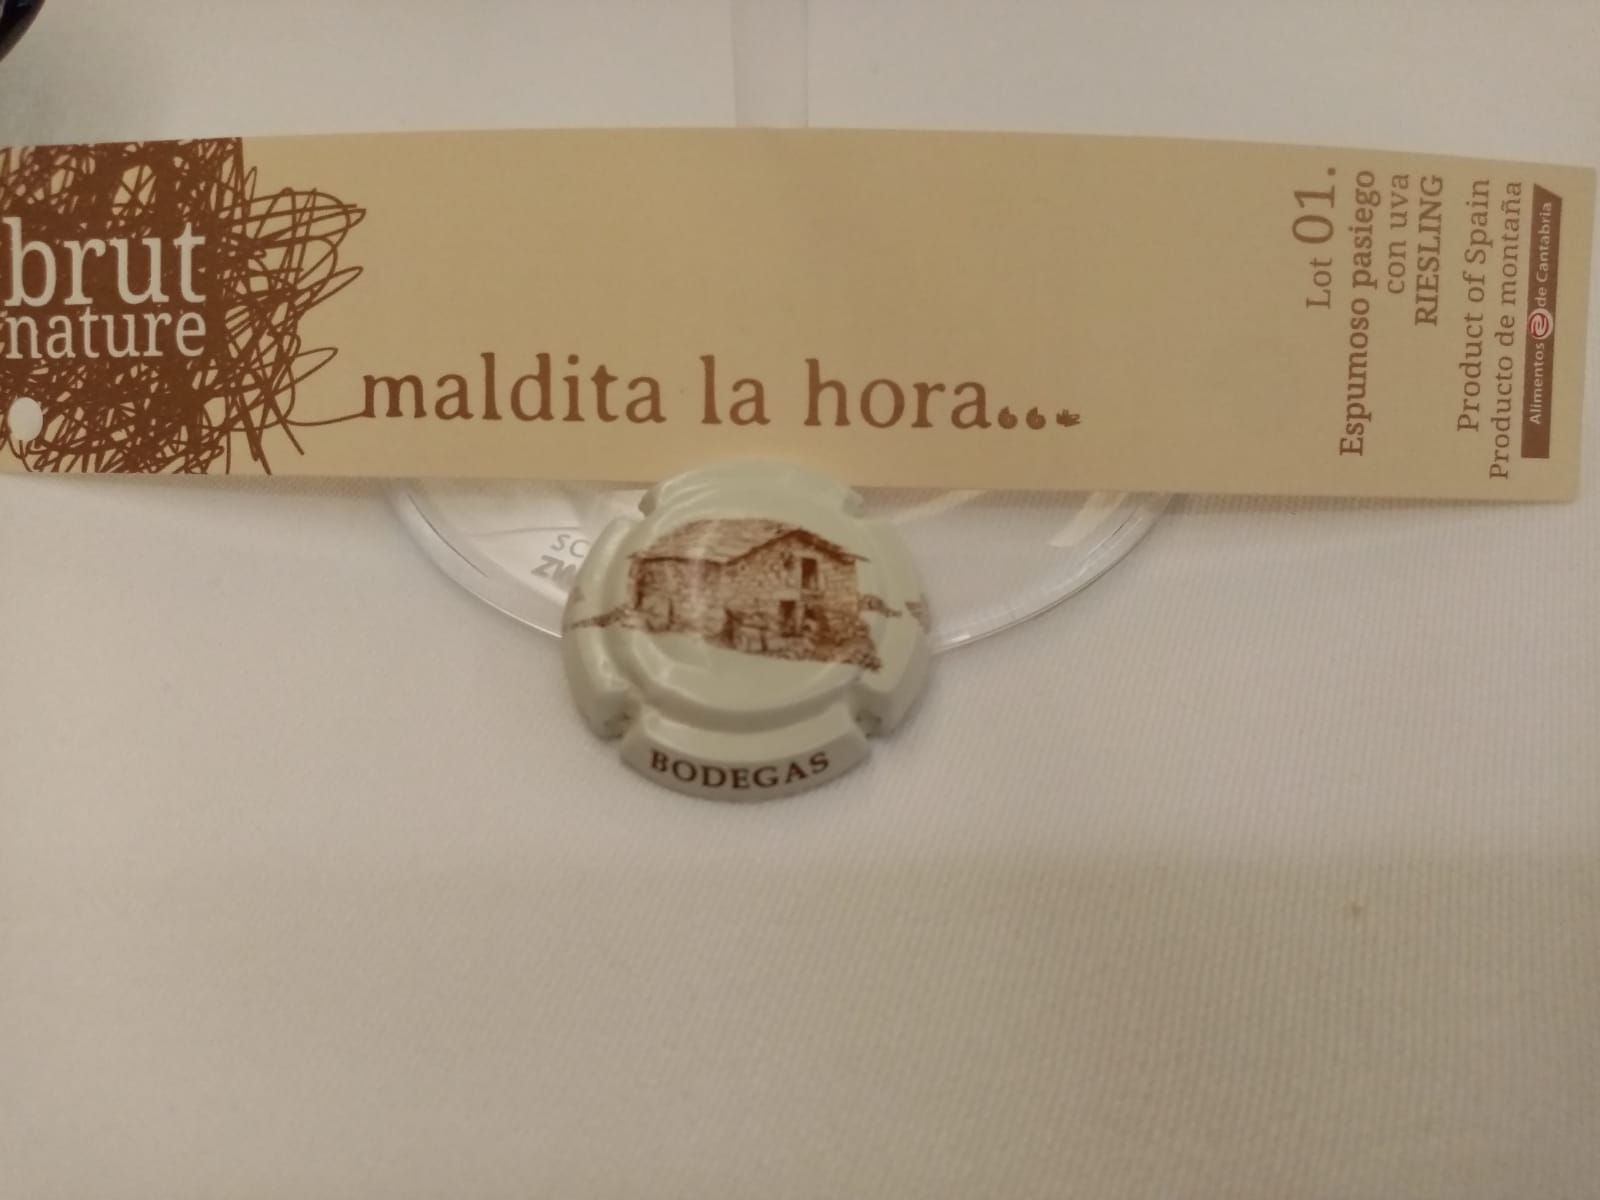 brut
nature
maldita la hora...
Lot 01.
Espumoso pasiego
con uva
RIESLING
Product of Spain
Producto de montaña
Alimentos de Cantabria
BODEGAS